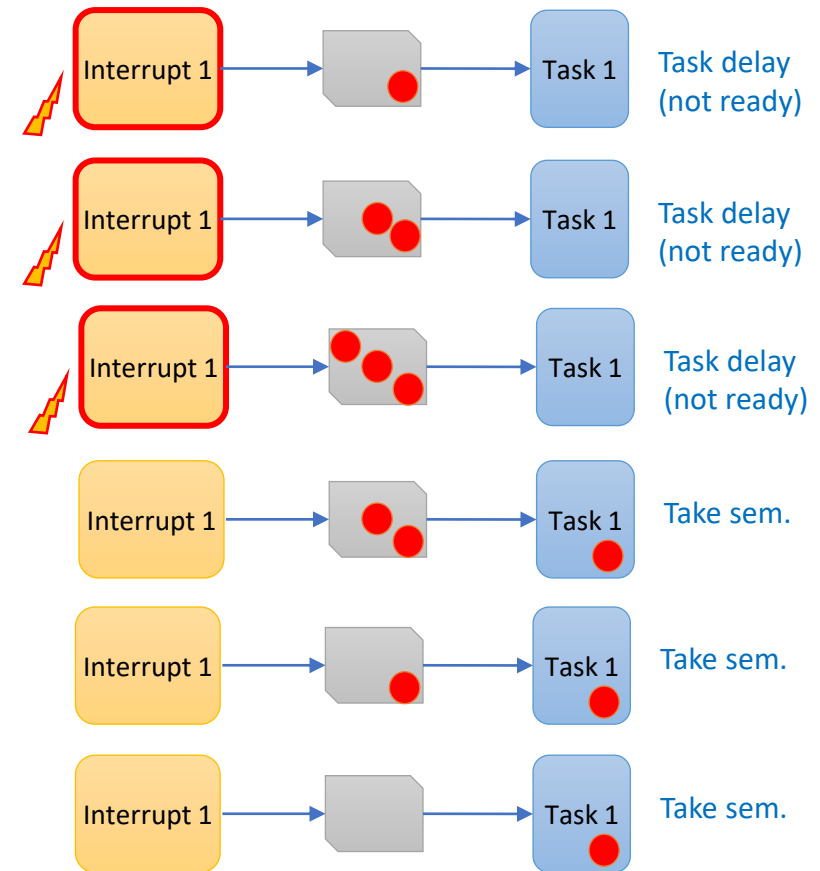 Interrupt 1
Task 1
Task delay
(not ready)
Interrupt 1
Task 1
Task delay
(not ready)
Interrupt 1
Task 1
Task delay
(not ready)
Interrupt 1
Task 1
Take sem.
Interrupt 1
Task 1
Take sem.
Interrupt 1
Task 1
Take sem.